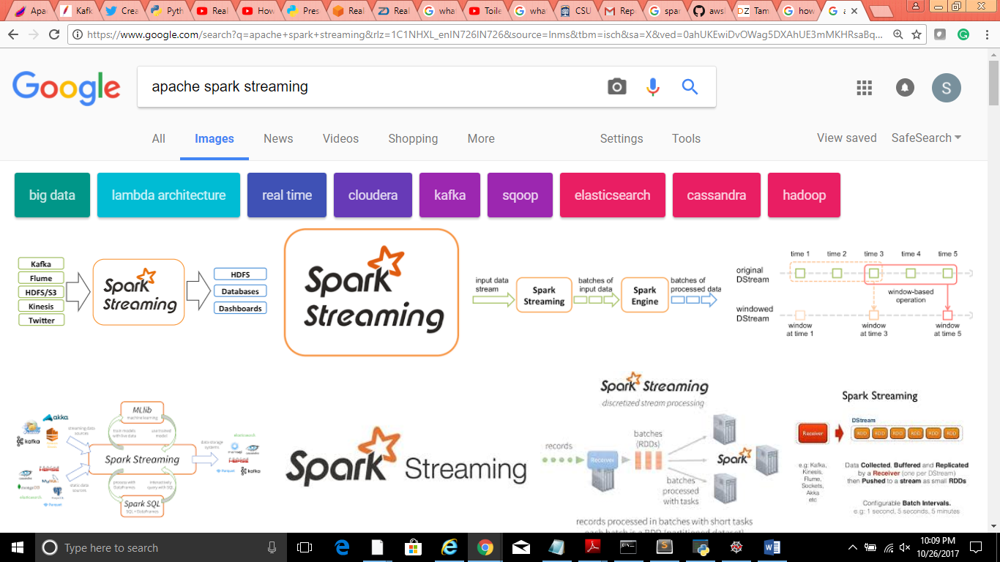 Apac Kafk Crea Pyth Real How Pres Real Real what Toile what CSU Repo spar awsl Tam how a
https://www.google.com/search?q=apache+spark+streaming&rlz=1C1NHXL_enIN726IN726&source=lnms&tbm=isch&sa=X&ved=0ahUKEwiDvOWag5DXAhUE3mMKHRsaBq...
Google apache spark streaming S
All Images News Videos Shopping More Settings Tools View saved SafeSearch
big data lambda architecture real time cloudera kafka sqoop elasticsearch cassandra hadoop
Kafka
Flume
HDFS/S3
Kinesis
Twitter
Spark
Streaming
HDFS
Databases
Dashboards
Spark
Streaming
input data
stream
Spark
Streaming
batches of
input data
Spark
Engine
batches of
processed data
time 1 time 2 time 3 time 4 time 5
original
DStream
window-based
operation
windowed
DStream
window
at time 1
window
at time 3
window
at time 5
akka
kafka
streaming data
sources
MySQL
elasticsearch
Parquet
static data
sources
MLlib
machine learning
train models
with live data
use trained
model
Spark Streaming
process with
DataFrames
interactively
query with SQL
Spark SQL
SQL + DataFrames
data storage
systems
elasticsearch
Parquet
kafka
Spark Streaming
Spark Streaming
discretized stream processing
records
Receiver
batches
(RDDs)
Spark
batches
processed
with tasks
records processed in batches with short tasks
each batch is a RDD (partitioned dataset)
Spark Streaming
DStream
Receiver
RDD RDD RDD RDD RDD RDD
e.g: Kafka,
Kinesis,
Flume,
Sockets,
Akka
etc
Data Collected, Buffered and Replicated
by a Receiver (one per DStream)
then Pushed to a stream as small RDDs
Configurable Batch Intervals.
e.g: 1 second, 5 seconds, 5 minutes
Type here to search
10:09 PM
10/26/2017